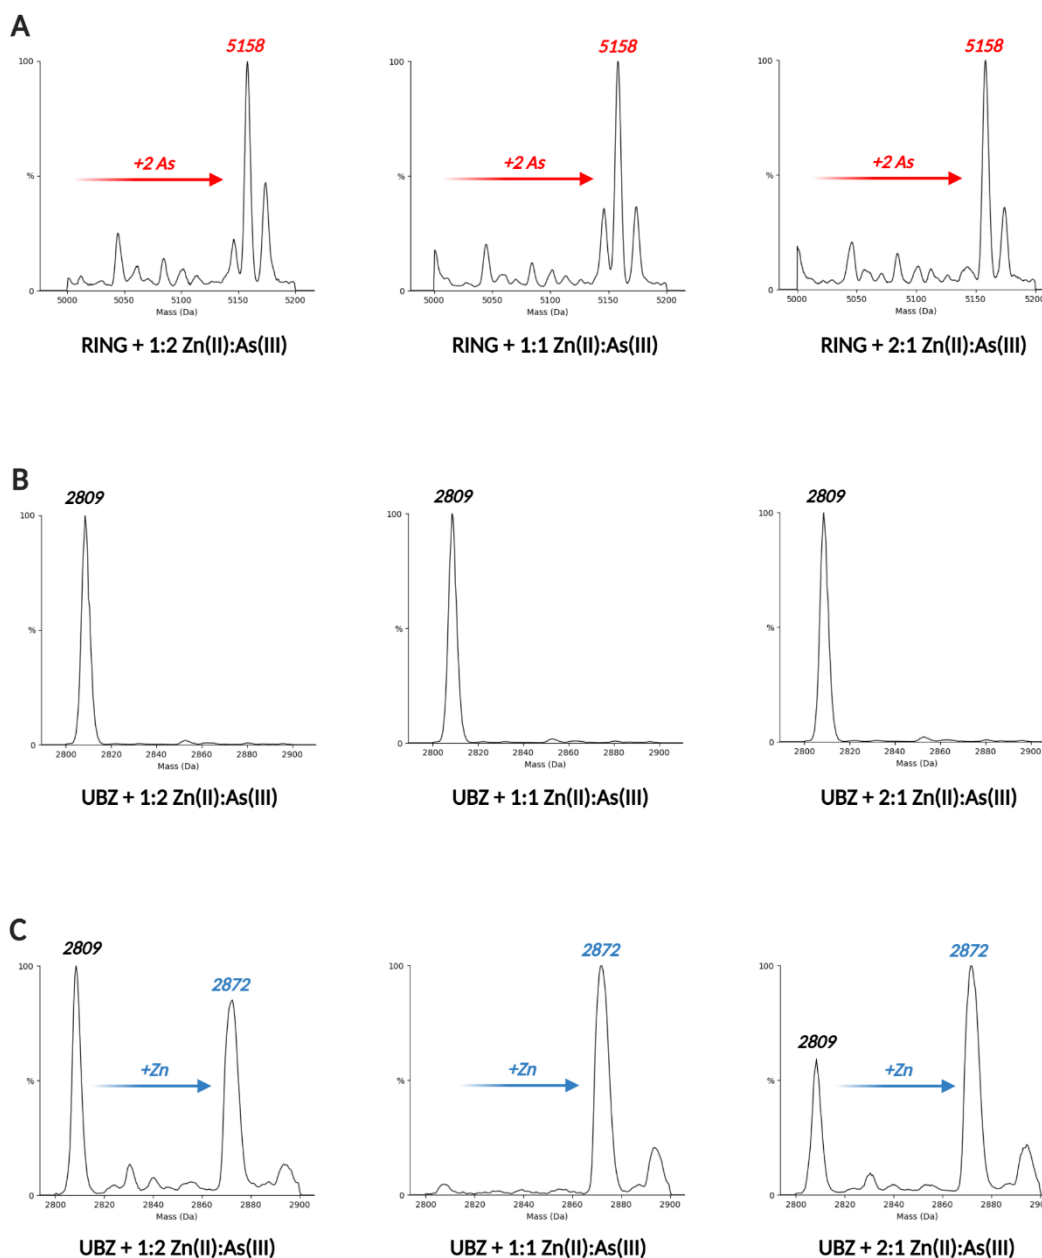 A
5158
5158
5158
100
100
100
+2 As
+2 As
+2 As
%
%
%
0
0
0
5000 5050 5100 5150 5200
5000 5050 5100 5150 5200
5000 5050 5100 5150 5200
Mass (Da)
Mass (Da)
Mass (Da)
RING + 1:2 Zn(II):As(III)
RING + 1:1 Zn(II):As(III)
RING + 2:1 Zn(II):As(III)
B
2809
2809
2809
100
100
100
%
%
%
0
0
0
2800 2820 2840 2860 2880 2900
2800 2820 2840 2860 2880 2900
2800 2820 2840 2860 2880 2900
Mass (Da)
Mass (Da)
Mass (Da)
UBZ + 1:2 Zn(II):As(III)
UBZ + 1:1 Zn(II):As(III)
UBZ + 2:1 Zn(II):As(III)
C
2809
2872
2872
2809
2872
100
100
100
+Zn
+Zn
+Zn
%
%
%
0
0
0
2800 2820 2840 2860 2880 2900
2800 2820 2840 2860 2880 2900
2800 2820 2840 2860 2880 2900
Mass (Da)
Mass (Da)
Mass (Da)
UBZ + 1:2 Zn(II):As(III)
UBZ + 1:1 Zn(II):As(III)
UBZ + 2:1 Zn(II):As(III)